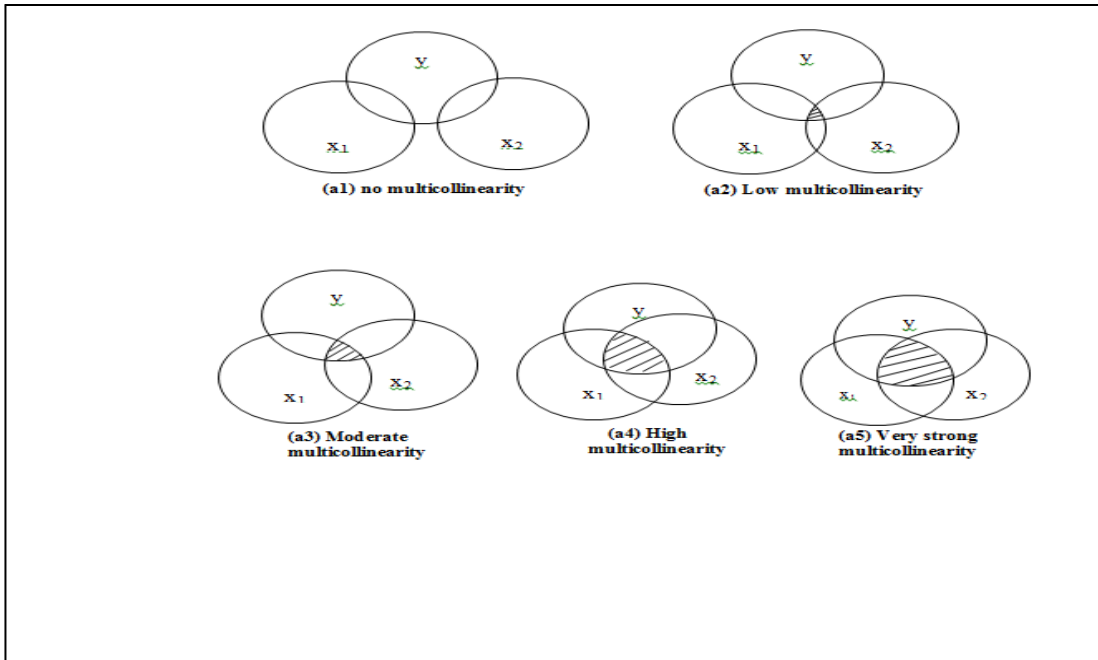 y
x₁
x₂
(a1) no multicollinearity
y
x₁
x₂
(a2) Low multicollinearity
y
x₁
x₂
(a3) Moderate
multicollinearity
y
x₁
x₂
(a4) High
multicollinearity
y
x₁
x₂
(a5) Very strong
multicollinearity